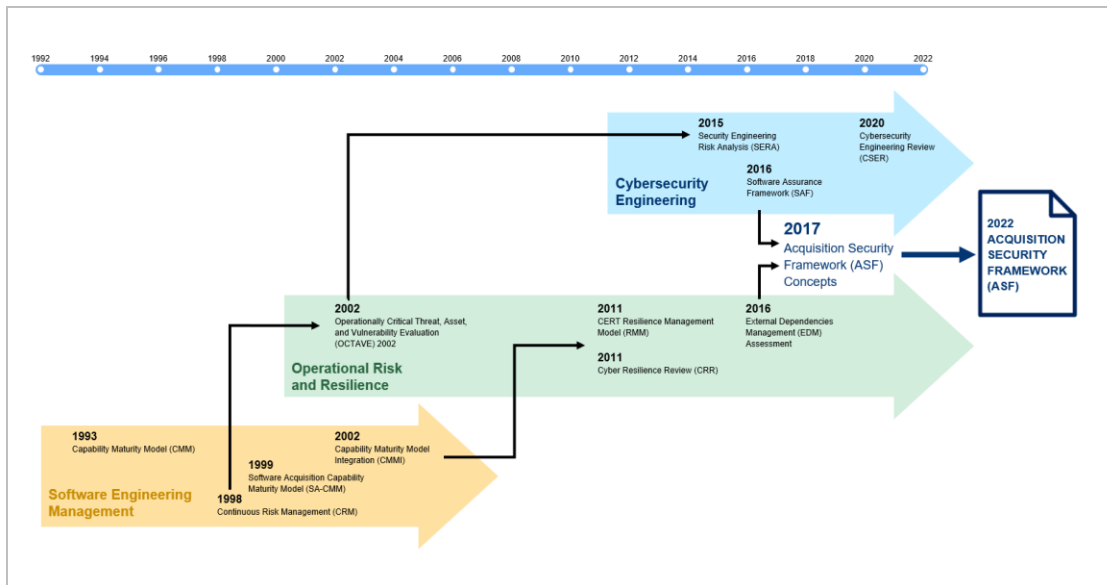 1992 1994 1996 1998 2000 2002 2004 2006 2008 2010 2012 2014 2016 2018 2020 2022
2015
Security Engineering
Risk Analysis (SERA)
2020
Cybersecurity
Engineering Review
(CSER)
2016
Software Assurance
Framework (SAF)
Cybersecurity
Engineering
2017
Acquisition Security
Framework (ASF)
Concepts
2022
ACQUISITION
SECURITY
FRAMEWORK
(ASF)
2002
Operationally Critical Threat, Asset,
and Vulnerability Evaluation
(OCTAVE) 2002
2011
CERT Resilience Management
Model (RMM)
2011
Cyber Resilience Review (CRR)
2016
External Dependencies
Management (EDM)
Assessment
Operational Risk
and Resilience
1993
Capability Maturity Model (CMM)
2002
Capability Maturity Model
Integration (CMMI)
1999
Software Acquisition Capability
Maturity Model (SA-CMM)
1998
Continuous Risk Management (CRM)
Software Engineering
Management